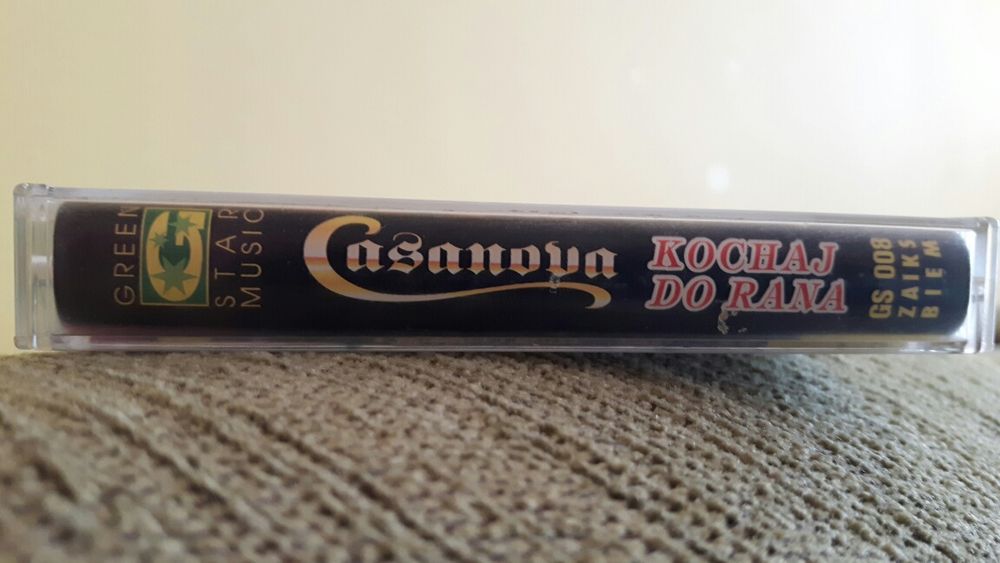 GREEN
STAR
MUSIC
Casanova
KOCHAJ
DO RANA
GS 008
ZAIKS
BIEM